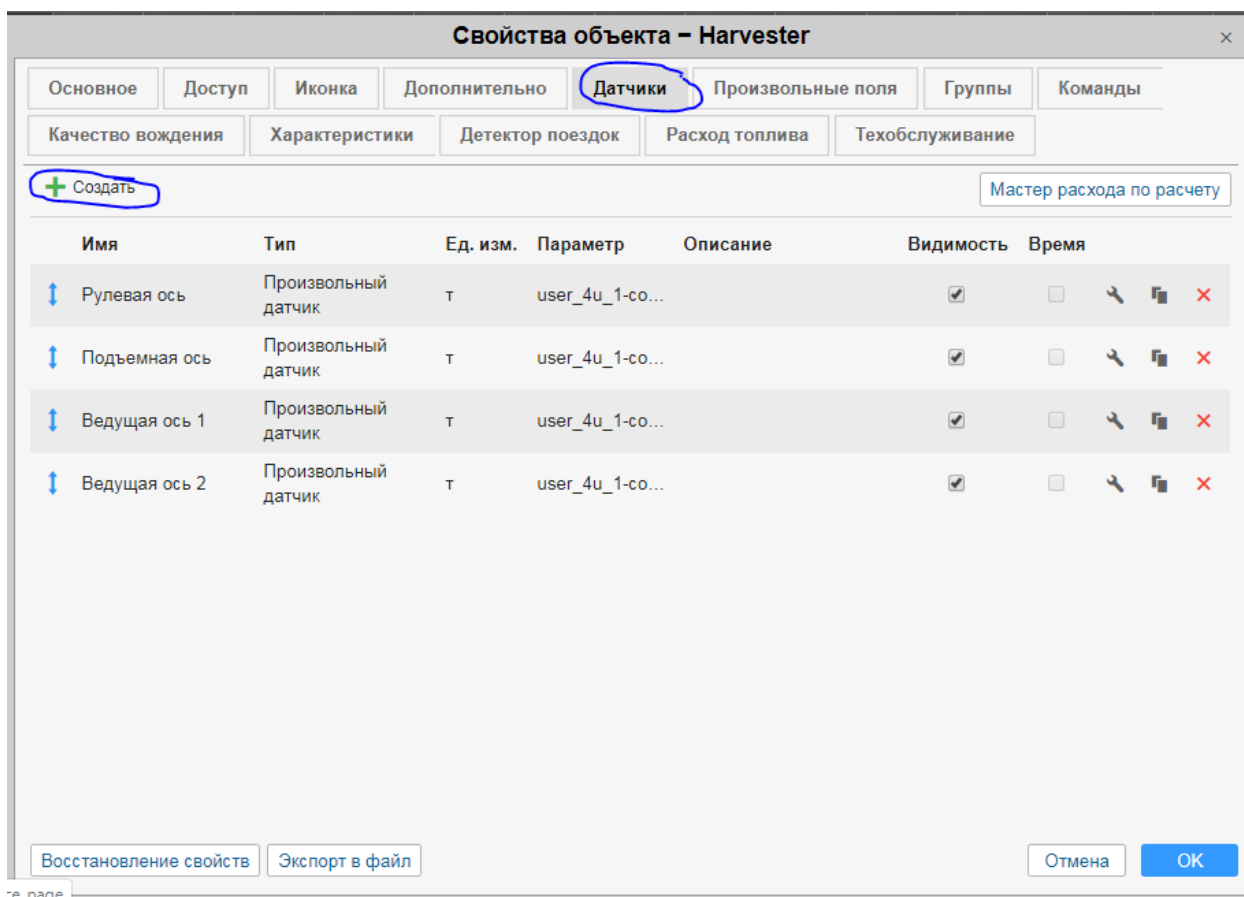 Свойства объекта – Harvester
Основное Доступ Иконка Дополнительно Датчики Произвольные поля Группы Команды
Качество вождения Характеристики Детектор поездок Расход топлива Техобслуживание
Создать Мастер расхода по расчету
Имя Тип Ед. изм. Параметр Описание Видимость Время
Рулевая ось Произвольный датчик т user_4u_1-co...
Подъемная ось Произвольный датчик т user_4u_1-co...
Ведущая ось 1 Произвольный датчик т user_4u_1-co...
Ведущая ось 2 Произвольный датчик т user_4u_1-co...
Восстановление свойств Экспорт в файл Отмена OK